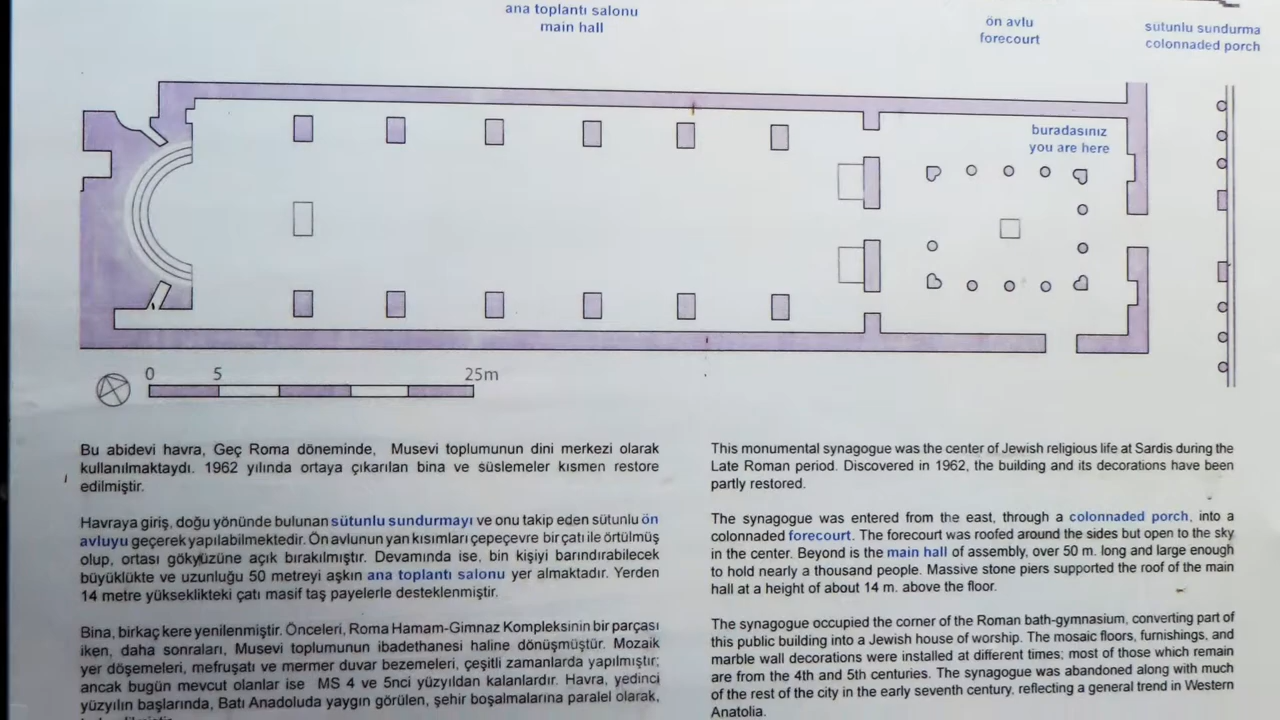 ana toplantı salonu
main hall
ön avlu
forecourt
sütunlu sundurma
colonnaded porch
buradasınız
you are here
0 5 25m
Bu abidevi havra, Geç Roma döneminde, Musevi toplumunun dini merkezi olarak
kullanılmaktaydı. 1962 yılında ortaya çıkarılan bina ve süslemeler kısmen restore
edilmiştir.
Havraya giriş, doğu yönünde bulunan sütunlu sundurmayı ve onu takip eden sütunlu ön
avluyu geçerek yapılabilmektedir. Ön avlunun yan kısımları çepeçevre bir çatı ile örtülmüş
olup, ortası gökyüzüne açık bırakılmıştır. Devamında ise, bin kişiyi barındırabilecek
büyüklükte ve uzunluğu 50 metreyi aşkın ana toplantı salonu yer almaktadır. Yerden
14 metre yükseklikteki çatı masif taş payelerle desteklenmiştir.
Bina, birkaç kere yenilenmiştir. Önceleri, Roma Hamam-Gimnaz Kompleksinin bir parçası
iken, daha sonraları, Musevi toplumunun ibadethanesi haline dönüşmüştür. Mozaik
yer döşemeleri, mefruşatı ve mermer duvar bezemeleri, çeşitli zamanlarda yapılmıştır;
ancak bugün mevcut olanlar ise MS 4 ve 5nci yüzyıldan kalanlardır. Havra, yedinci
yüzyılın başlarında, Batı Anadoluda yaygın görülen, şehir boşalmalarına paralel olarak,
This monumental synagogue was the center of Jewish religious life at Sardis during the
Late Roman period. Discovered in 1962, the building and its decorations have been
partly restored.
The synagogue was entered from the east, through a colonnaded porch, into a
colonnaded forecourt. The forecourt was roofed around the sides but open to the sky
in the center. Beyond is the main hall of assembly, over 50 m. long and large enough
to hold nearly a thousand people. Massive stone piers supported the roof of the main
hall at a height of about 14 m. above the floor.
The synagogue occupied the corner of the Roman bath-gymnasium, converting part of
this public building into a Jewish house of worship. The mosaic floors, furnishings, and
marble wall decorations were installed at different times; most of those which remain
are from the 4th and 5th centuries. The synagogue was abandoned along with much
of the rest of the city in the early seventh century, reflecting a general trend in Western
Anatolia.